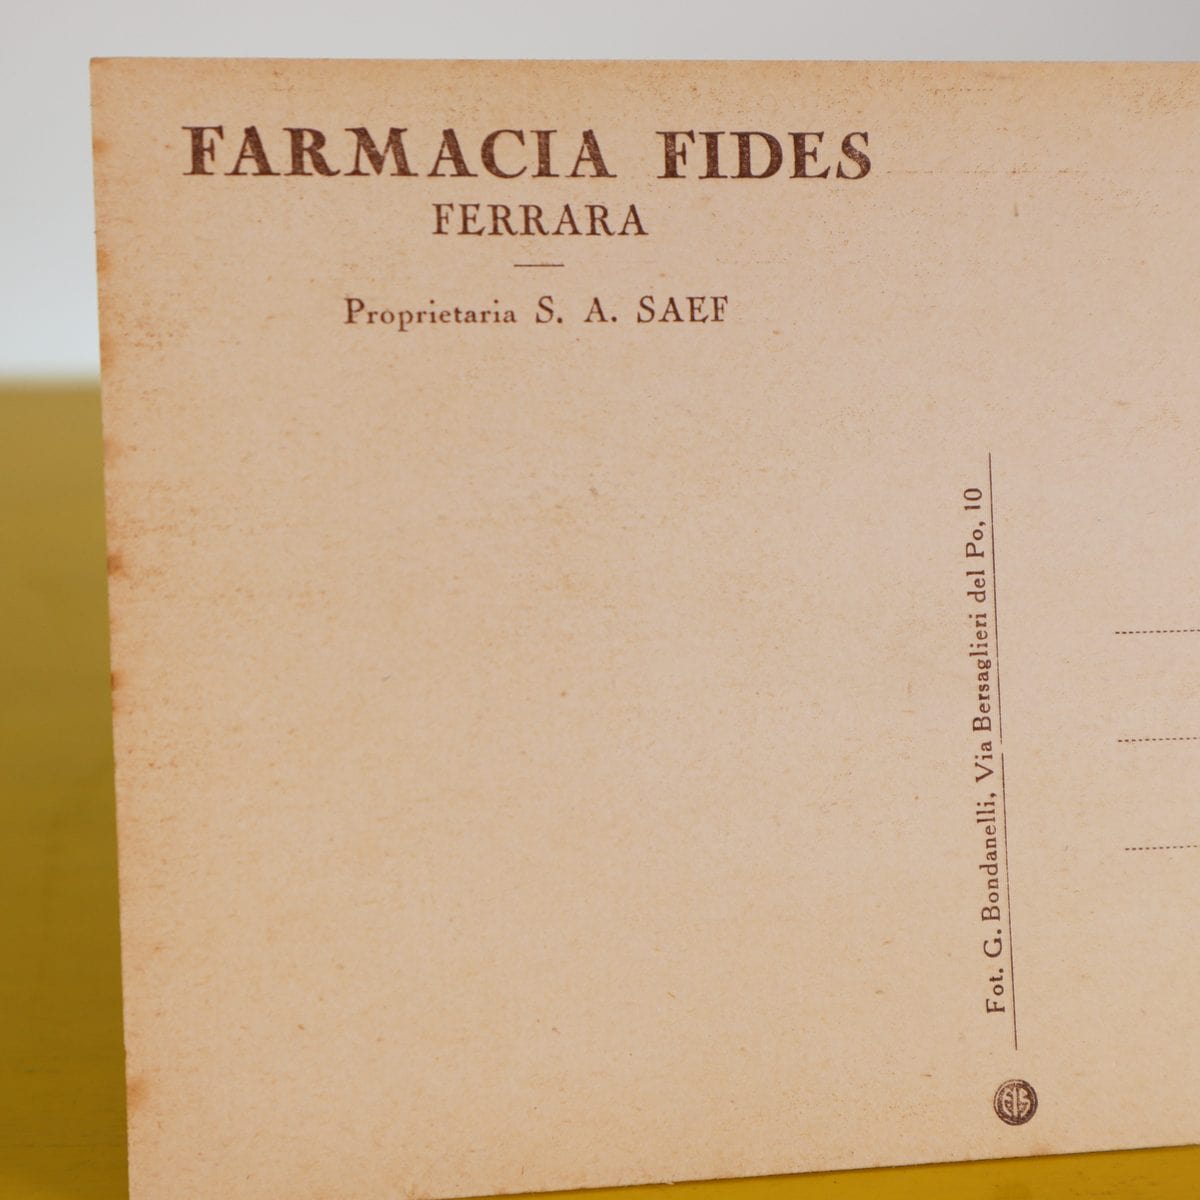 FARMACIA FIDES
FERRARA
Proprietaria S. A. SAEF
Fot. G. Bondanelli, Via Bersaglieri del Po, 10